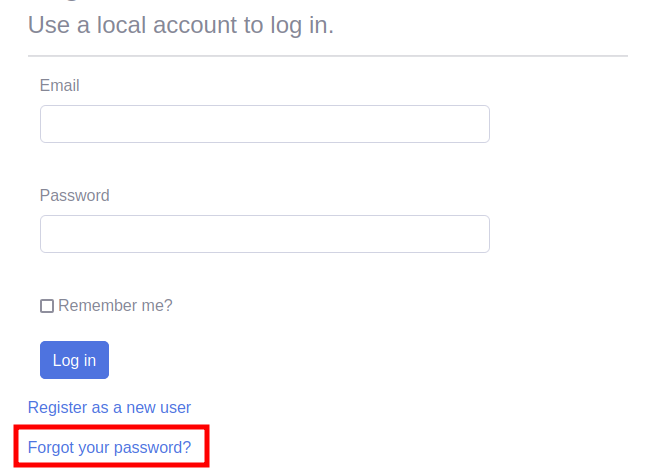 Use a local account to log in.
Email
Password
Remember me?
Log in
Register as a new user
Forgot your password?